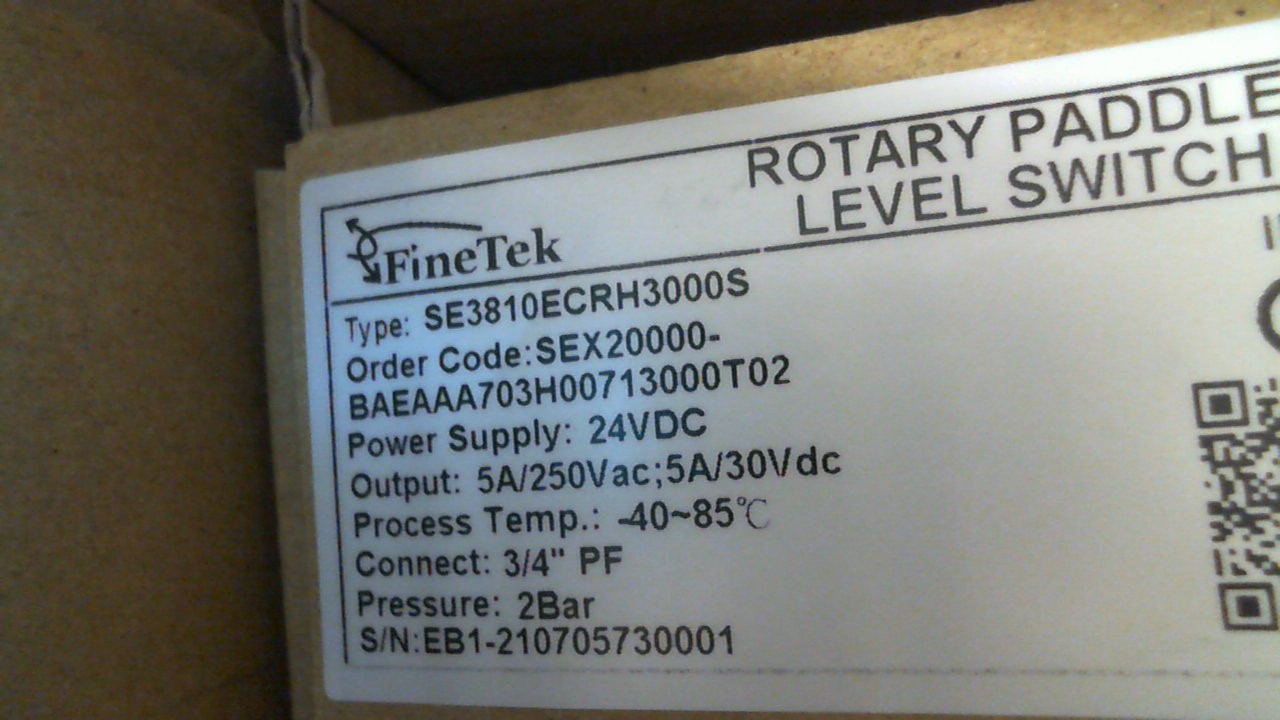 ROTARY PADDLE
LEVEL SWITCH
FineTek
Type: SE3810ECRH3000S
Order Code:SEX20000-
BAEAAA703H00713000T02
Power Supply: 24VDC
Output: 5A/250Vac;5A/30Vdc
Process Temp.: -40~85℃
Connect: 3/4" PF
Pressure: 2Bar
S/N:EB1-210705730001